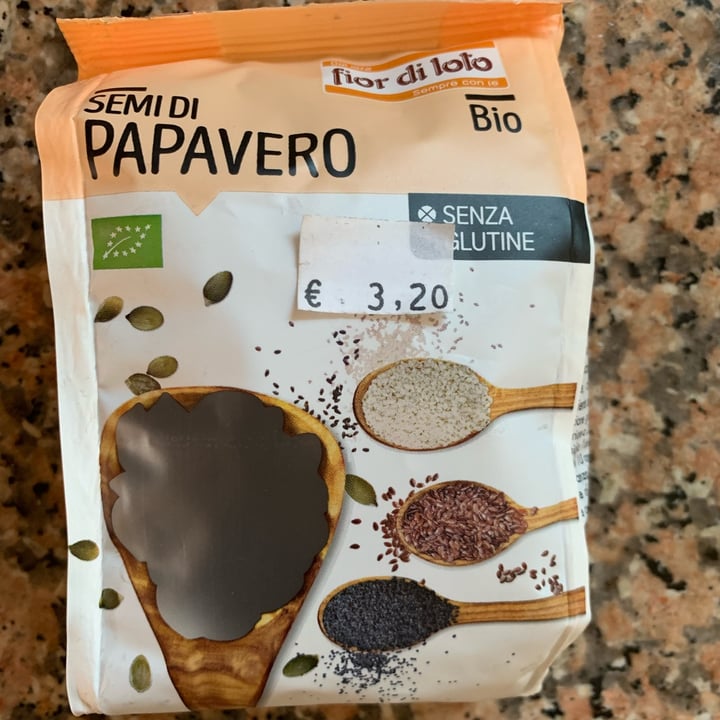 fior di loto
Sempre con te
SEMI DI
PAPAVERO
Bio
SENZA
GLUTINE
€ 3,20